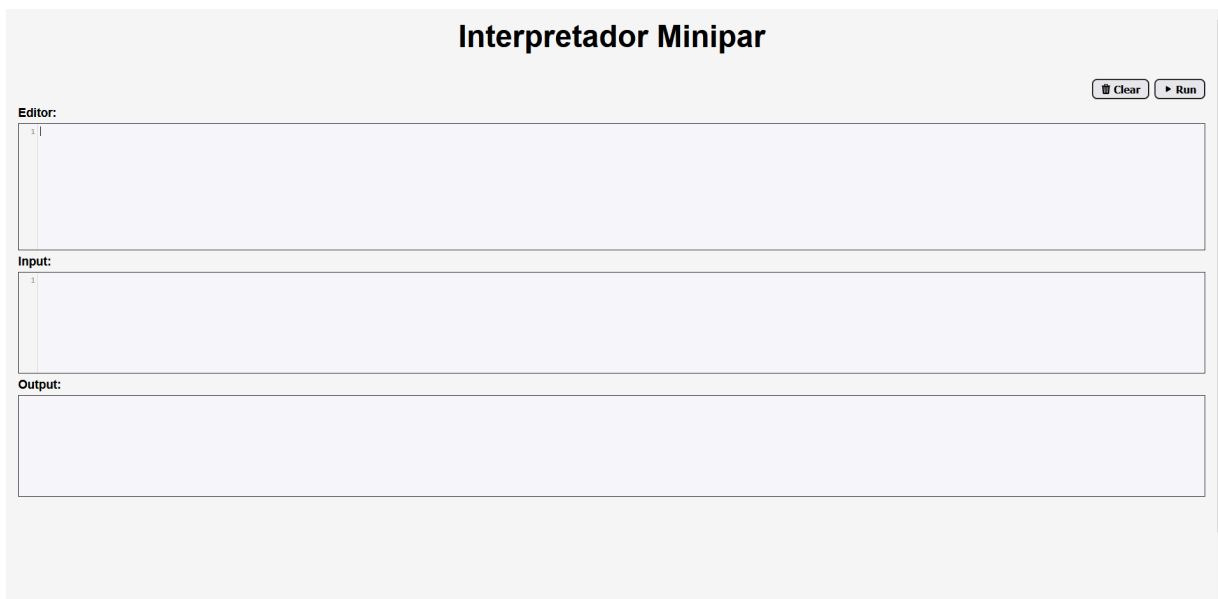 Interpretador Minipar
Clear Run
Editor:
1
Input:
1
Output: